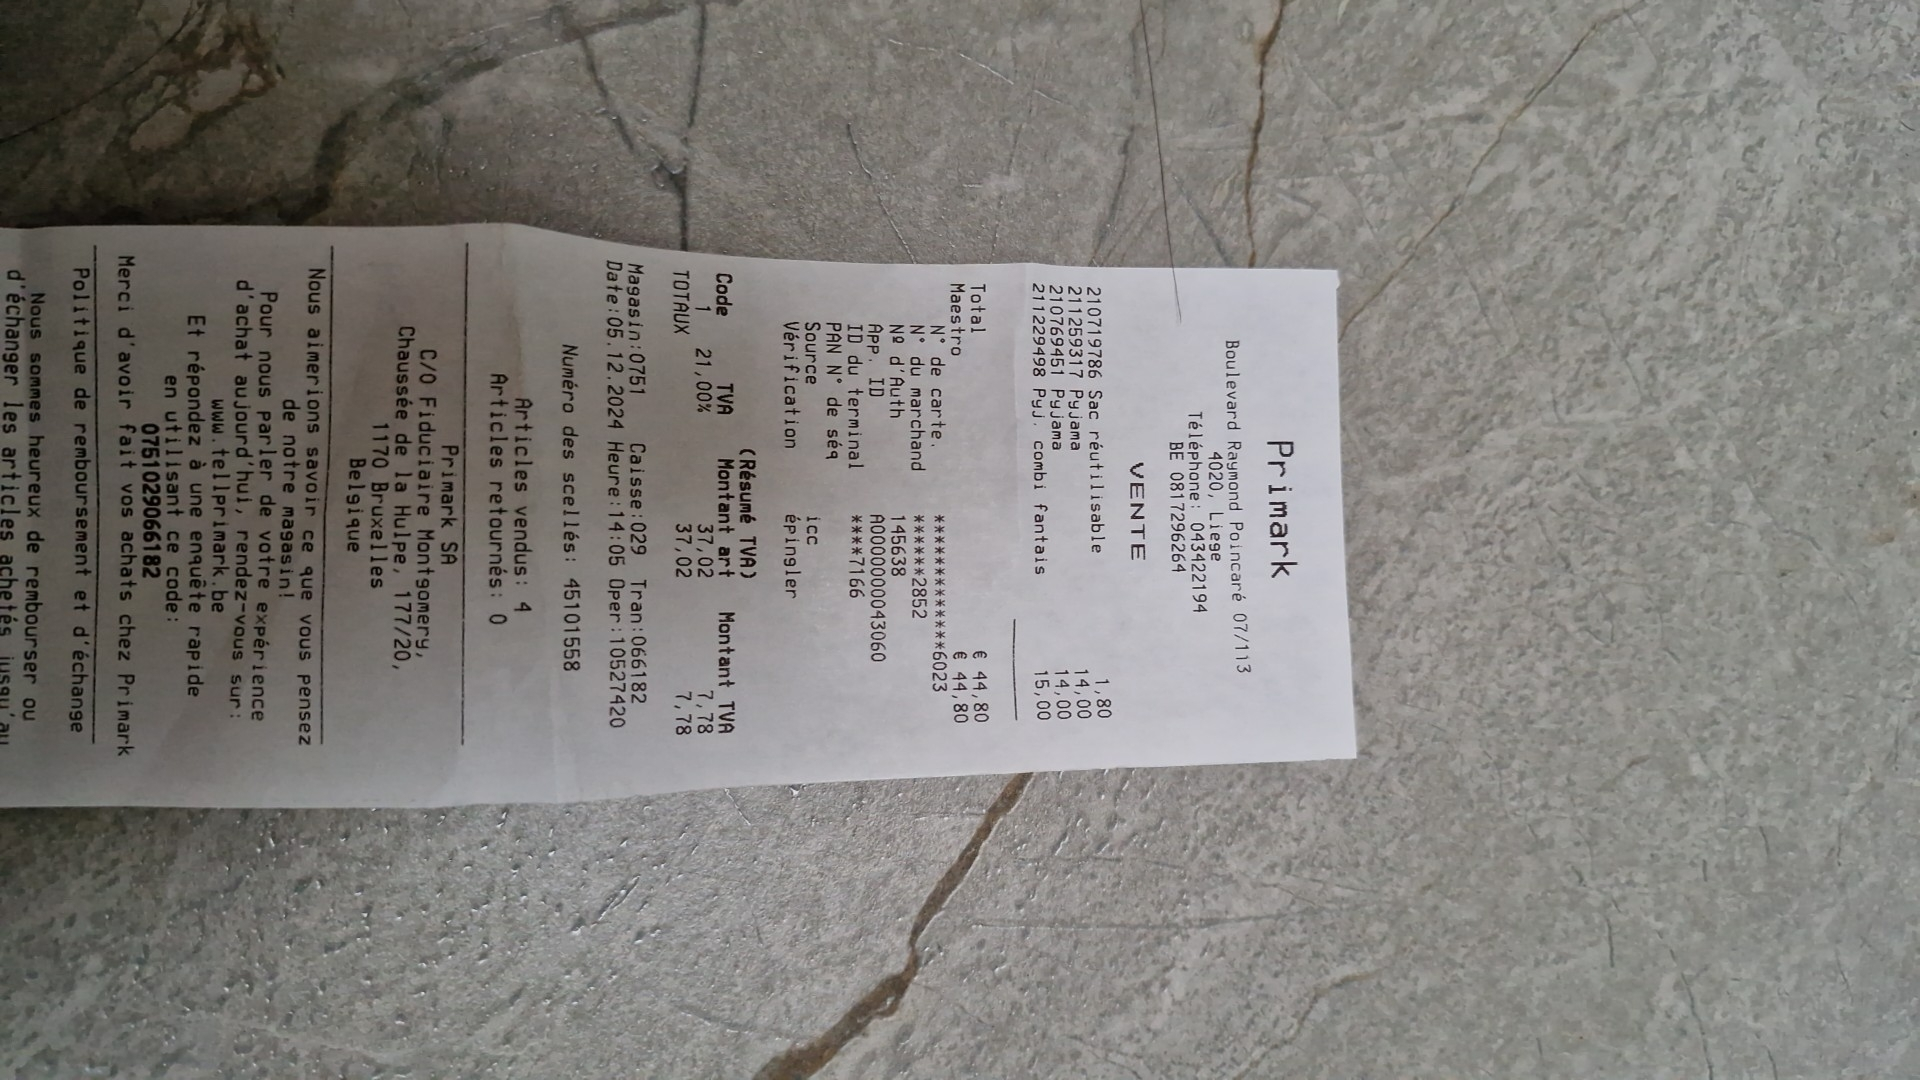 Primark
Boulevard Raymond Poincaré 07/113
4020, Liege
Téléphone: 043422194
BE 0817296264
VENTE
210719786 Sac réutilisable 1,80
211259317 Pyjama 14,00
210769451 Pyjama 14,00
211229498 Pyj. combi fantais 15,00
Total € 44,80
Maestro € 44,80
N° de carte. ***************6023
N° du marchand ******2852
Nº d'Auth 145638
App. ID A0000000043060
ID du terminal ****7166
PAN N° de séq
Source icc
Vérification épingler
(Résumé TVA)
Code TVA Montant art Montant TVA
1 21,00% 37,02 7,78
TOTAUX 37,02 7,78
Magasin:0751 Caisse:029 Tran:066182
Date:05.12.2024 Heure:14:05 Oper:10527420
Numéro des scellés: 45101558
Articles vendus: 4
Articles retournés: 0
Primark SA
C/O Fiduciaire Montgomery,
Chaussée de la Hulpe, 177/20,
1170 Bruxelles
Belgique
Nous aimerions savoir ce que vous pensez
de notre magasin!
Pour nous parler de votre expérience
d'achat aujourd'hui, rendez-vous sur:
www.tellprimark.be
Et répondez à une enquête rapide
en utilisant ce code:
075102906618​2
Merci d'avoir fait vos achats chez Primark
Politique de remboursement et d'échange
Nous sommes heureux de rembourser ou
d'échanger les articles achetés jusqu'au